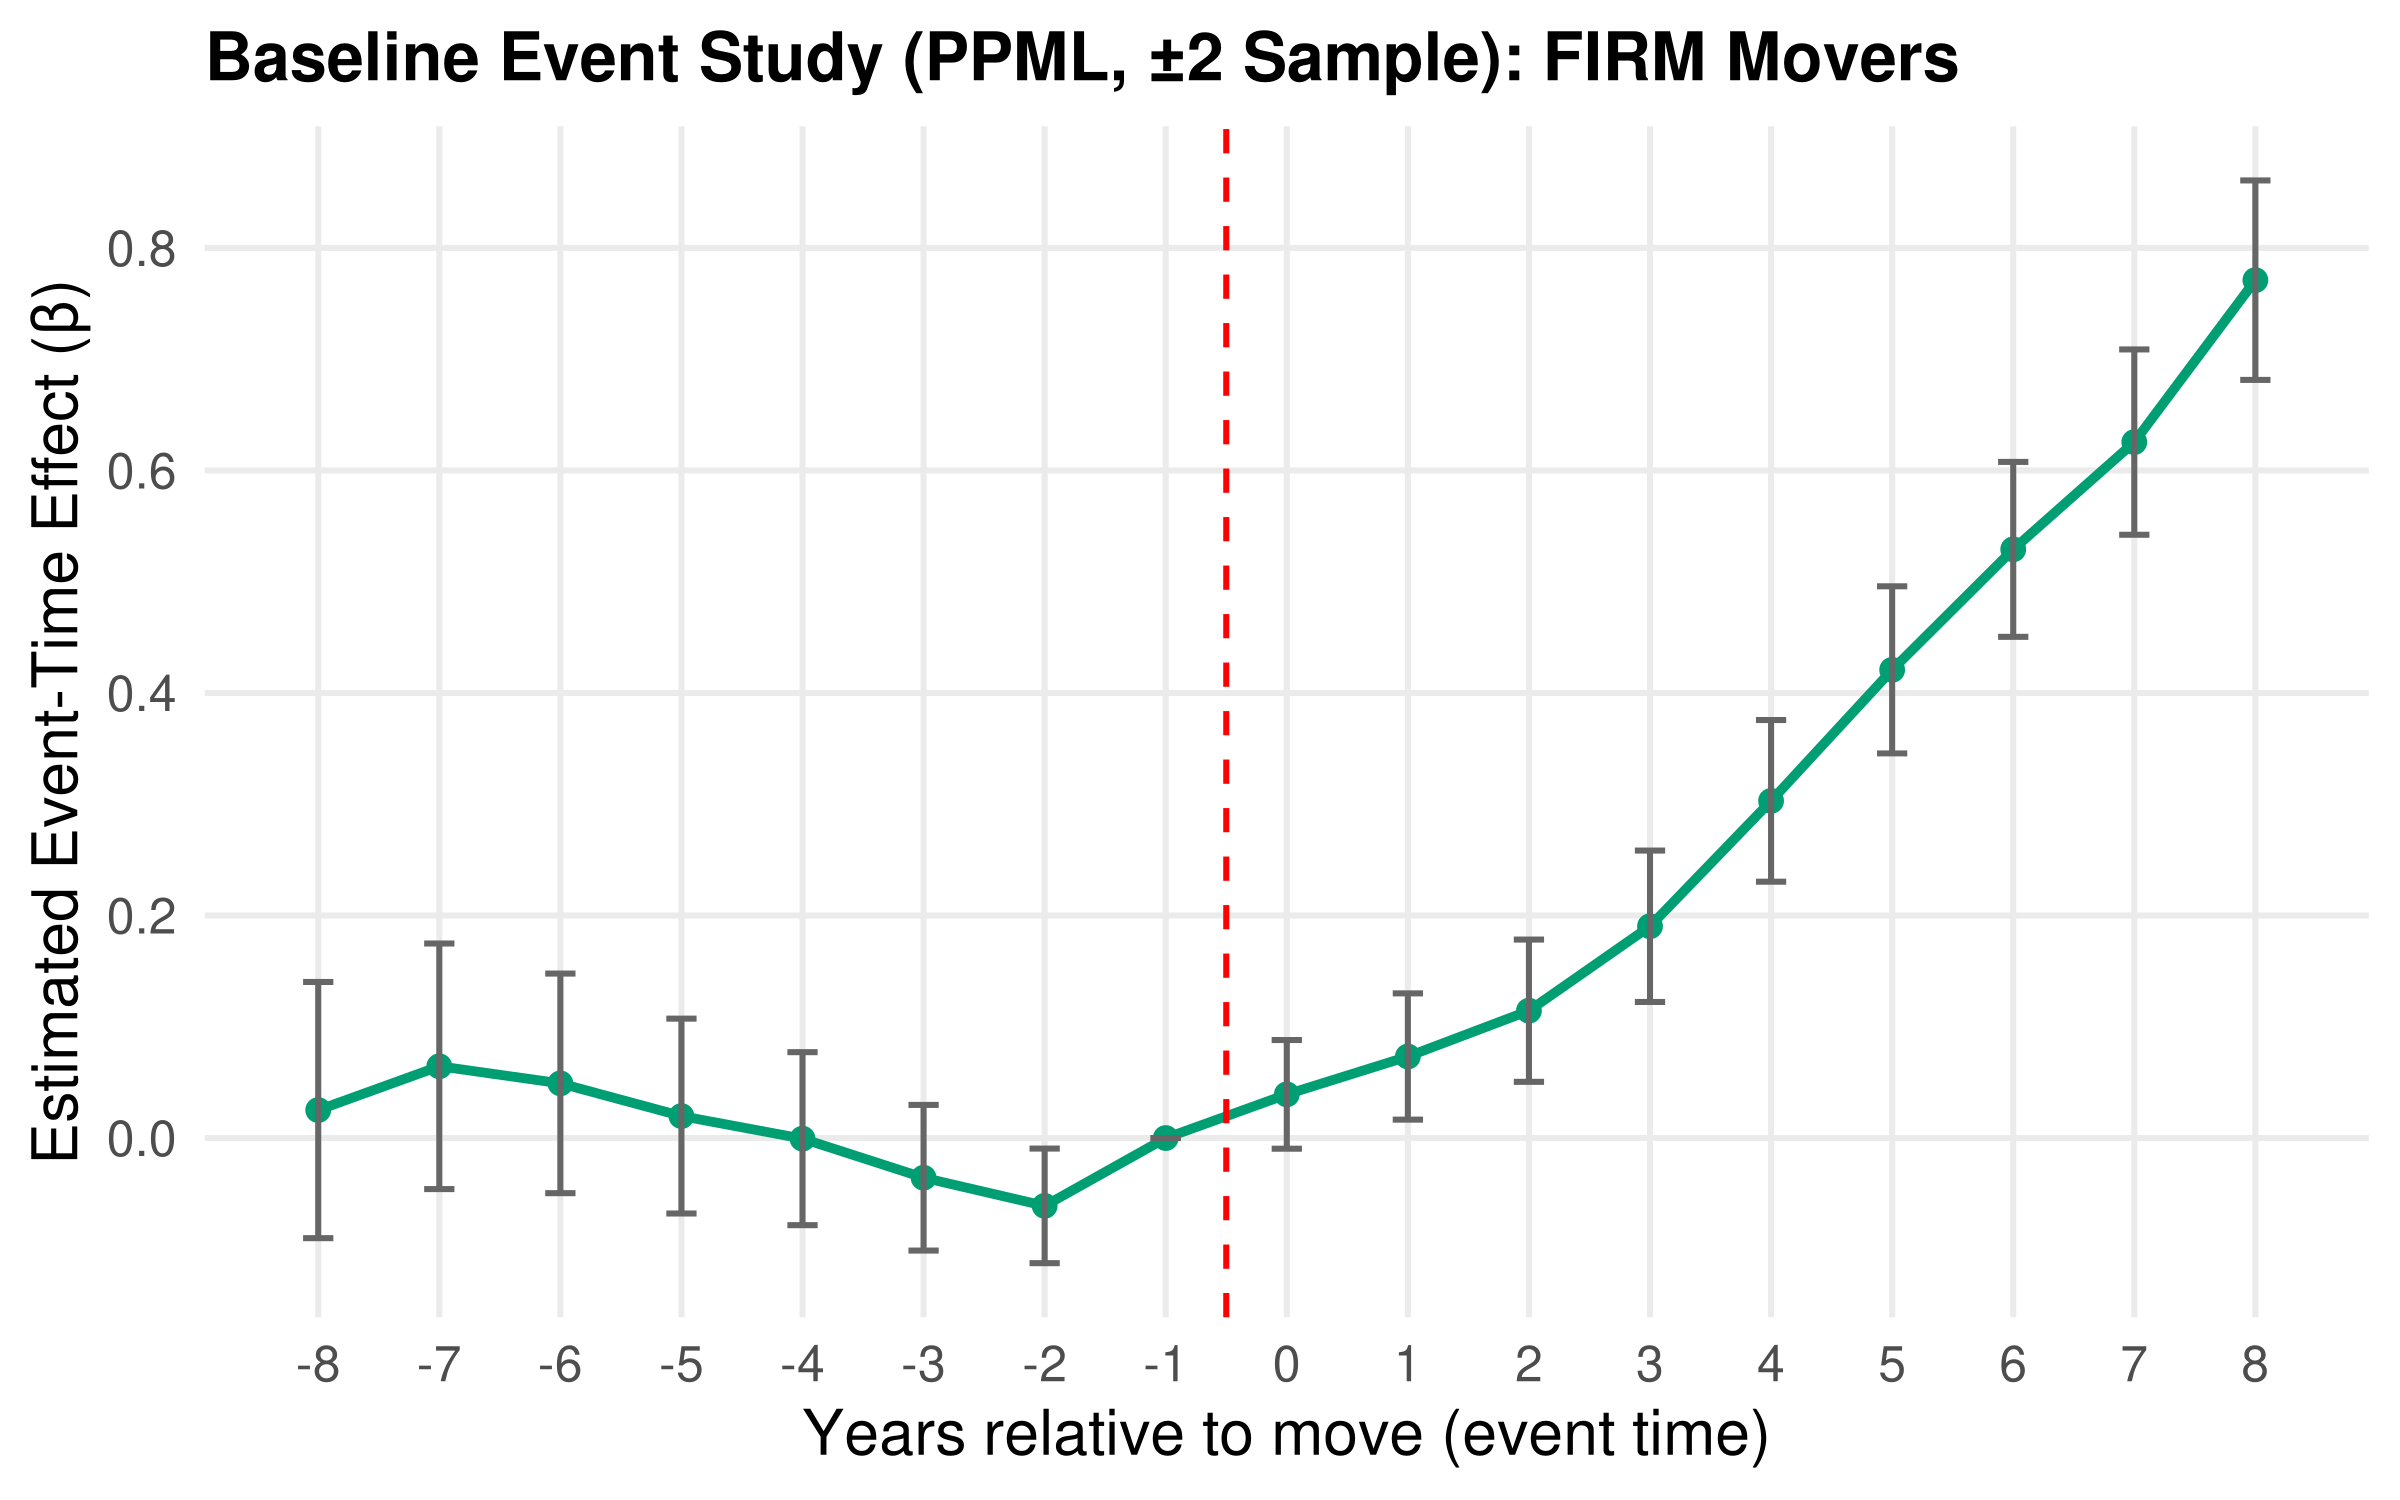 Baseline Event Study (PPML, ±2 Sample): FIRM Movers
Estimated Event-Time Effect (β)
0.8
0.6
0.4
0.2
0.0
-8 -7 -6 -5 -4 -3 -2 -1 0 1 2 3 4 5 6 7 8
Years relative to move (event time)